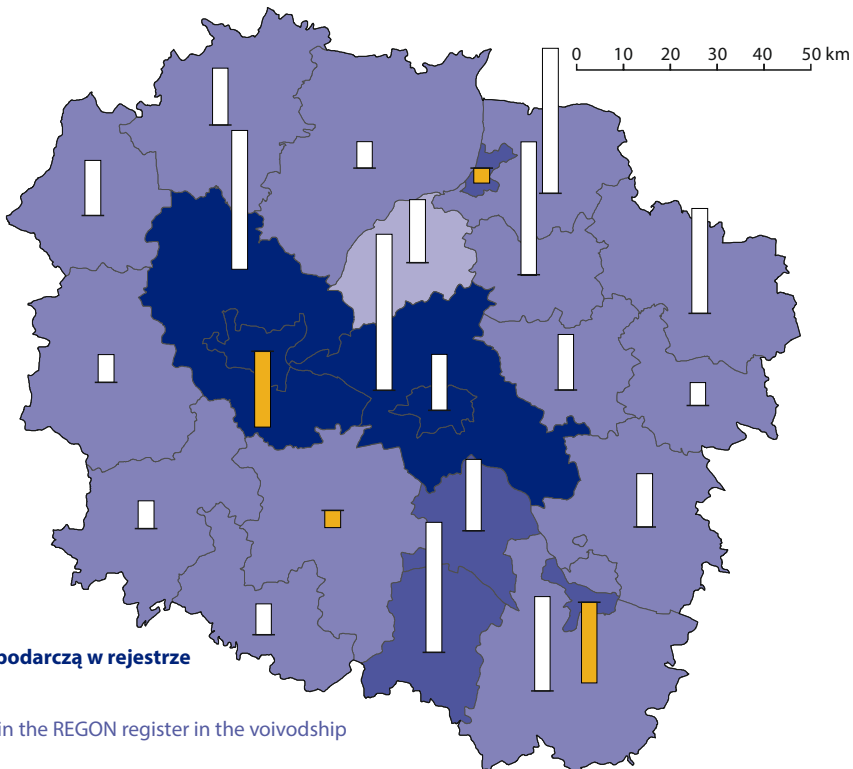 0 10 20 30 40 50 km
podarczą w rejestrze
in the REGON register in the voivodship